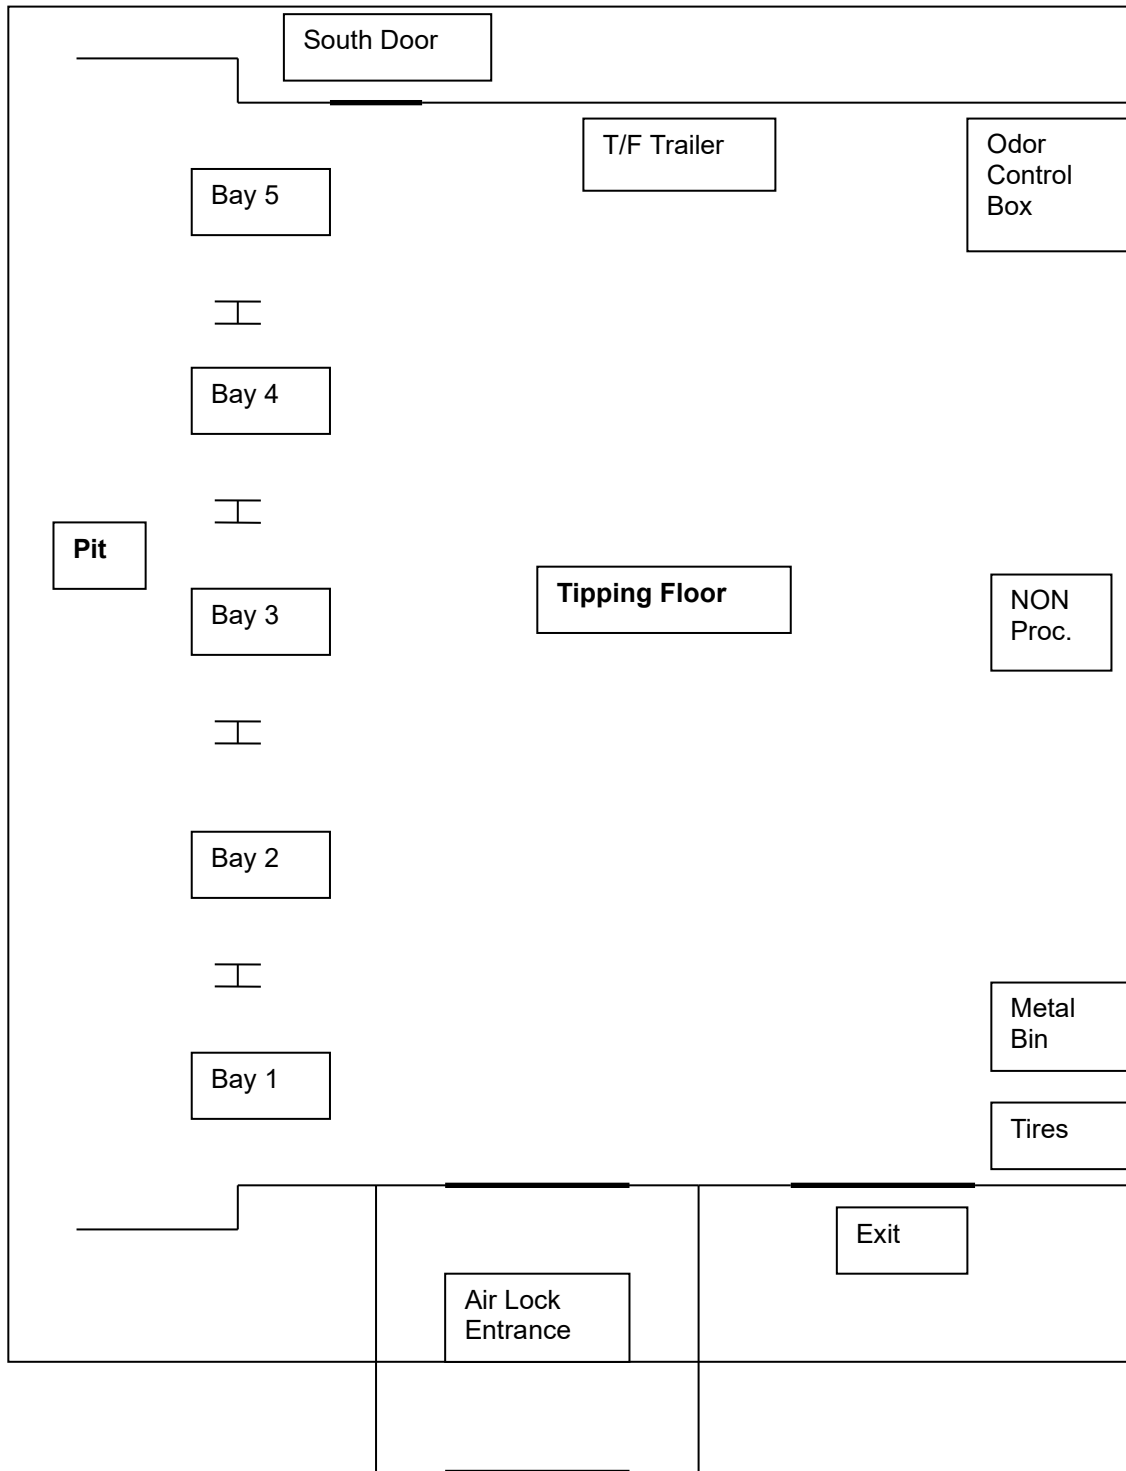 South Door
T/F Trailer
Odor
Control
Box
Bay 5
Bay 4
Pit
Tipping Floor
NON
Proc.
Bay 3
Bay 2
Metal
Bin
Bay 1
Tires
Exit
Air Lock
Entrance